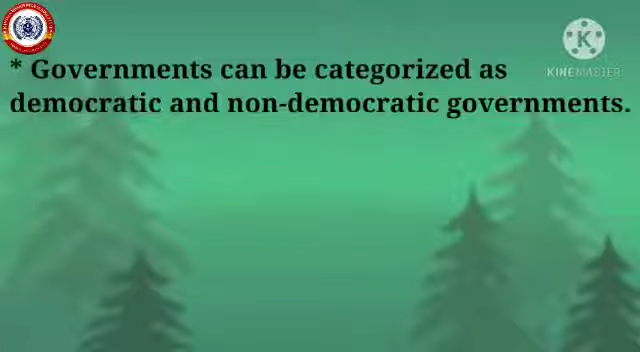 * Governments can be categorized as
democratic and non-democratic governments.
K
KINEMASTER